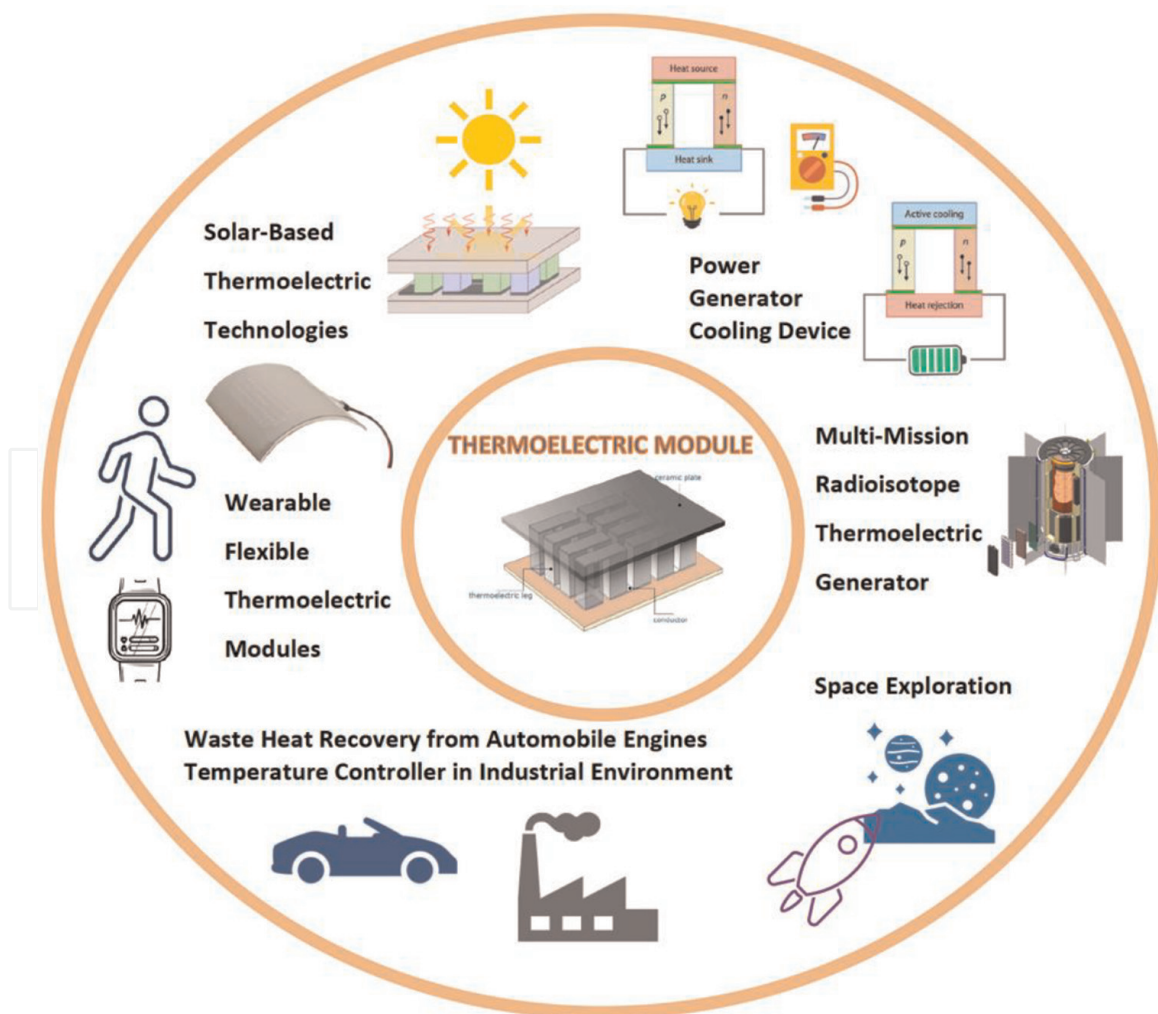 Heat source
p
n
Heat sink
Solar-Based
Thermoelectric
Technologies
Power
Generator
Cooling Device
Active cooling
p
n
Heat rejection
THERMOELECTRIC MODULE
ceramic plate
thermoelectric leg
conductor
Multi-Mission
Radioisotope
Thermoelectric
Generator
Wearable
Flexible
Thermoelectric
Modules
Space Exploration
Waste Heat Recovery from Automobile Engines
Temperature Controller in Industrial Environment